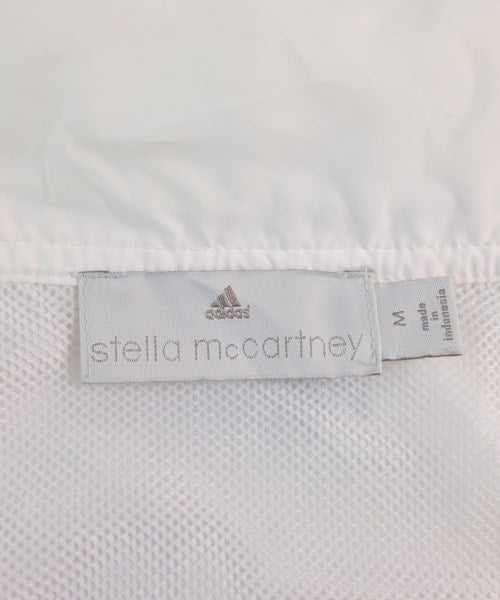 adidas
stella mccartney
M
made
in
indonesia